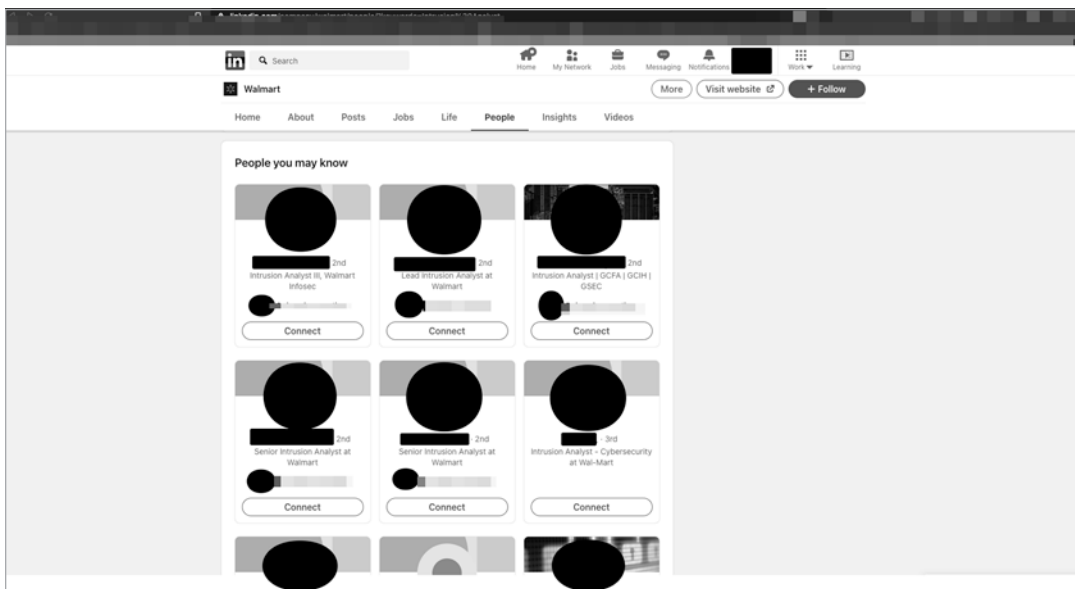 in
Search
Home
My Network
Jobs
Messaging
Notifications
Work
Learning
Walmart
More
Visit website
+ Follow
Home
About
Posts
Jobs
Life
People
Insights
Videos
People you may know
2nd
Intrusion Analyst III, Walmart
Infosec
Connect
2nd
Lead Intrusion Analyst at
Walmart
Connect
2nd
Intrusion Analyst | GCFA | GCIH |
GSEC
Connect
2nd
Senior Intrusion Analyst at
Walmart
Connect
· 2nd
Senior Intrusion Analyst at
Walmart
Connect
· 3rd
Intrusion Analyst - Cybersecurity
at Wal-Mart
Connect